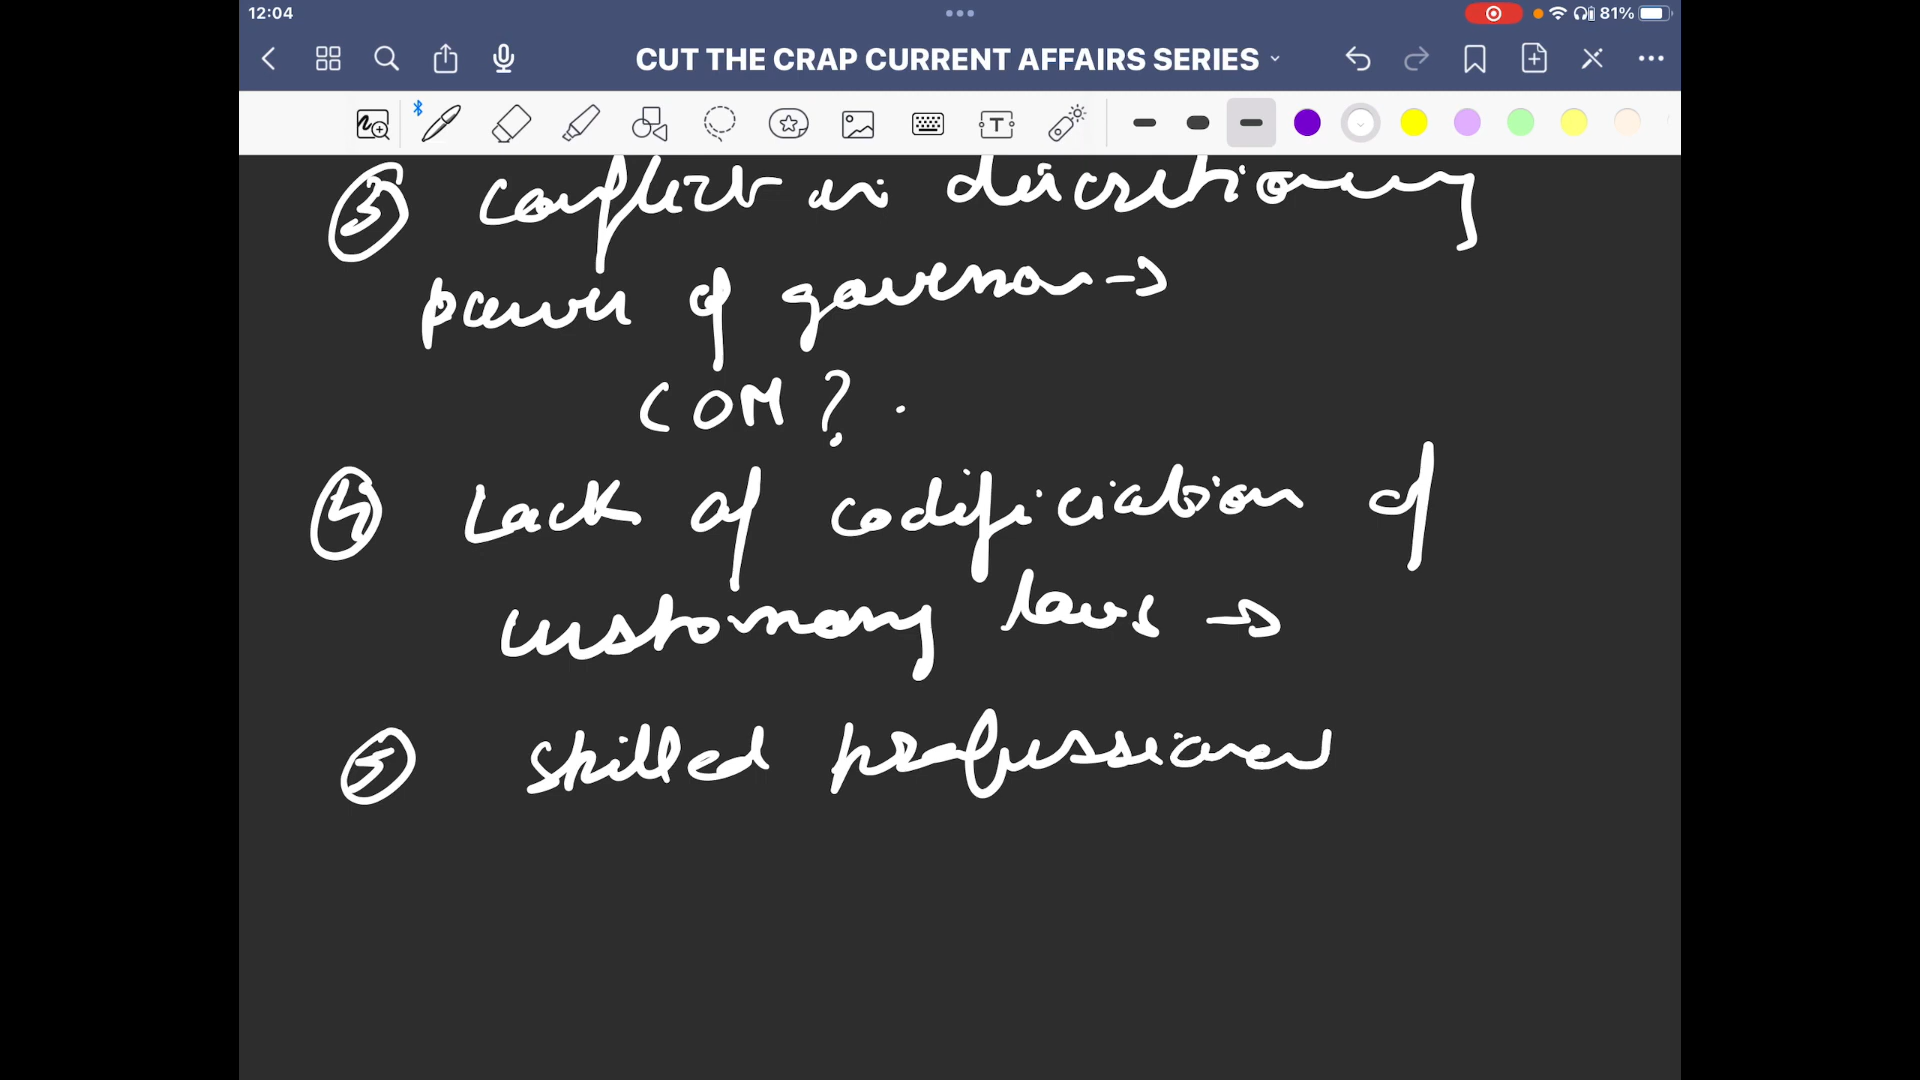 12:04
81%
CUT THE CRAP CURRENT AFFAIRS SERIES
③ conflict in discretionary
power of governor →
COM ? .
④ Lack of codificiation of
customary laws →
⑤ skilled professional